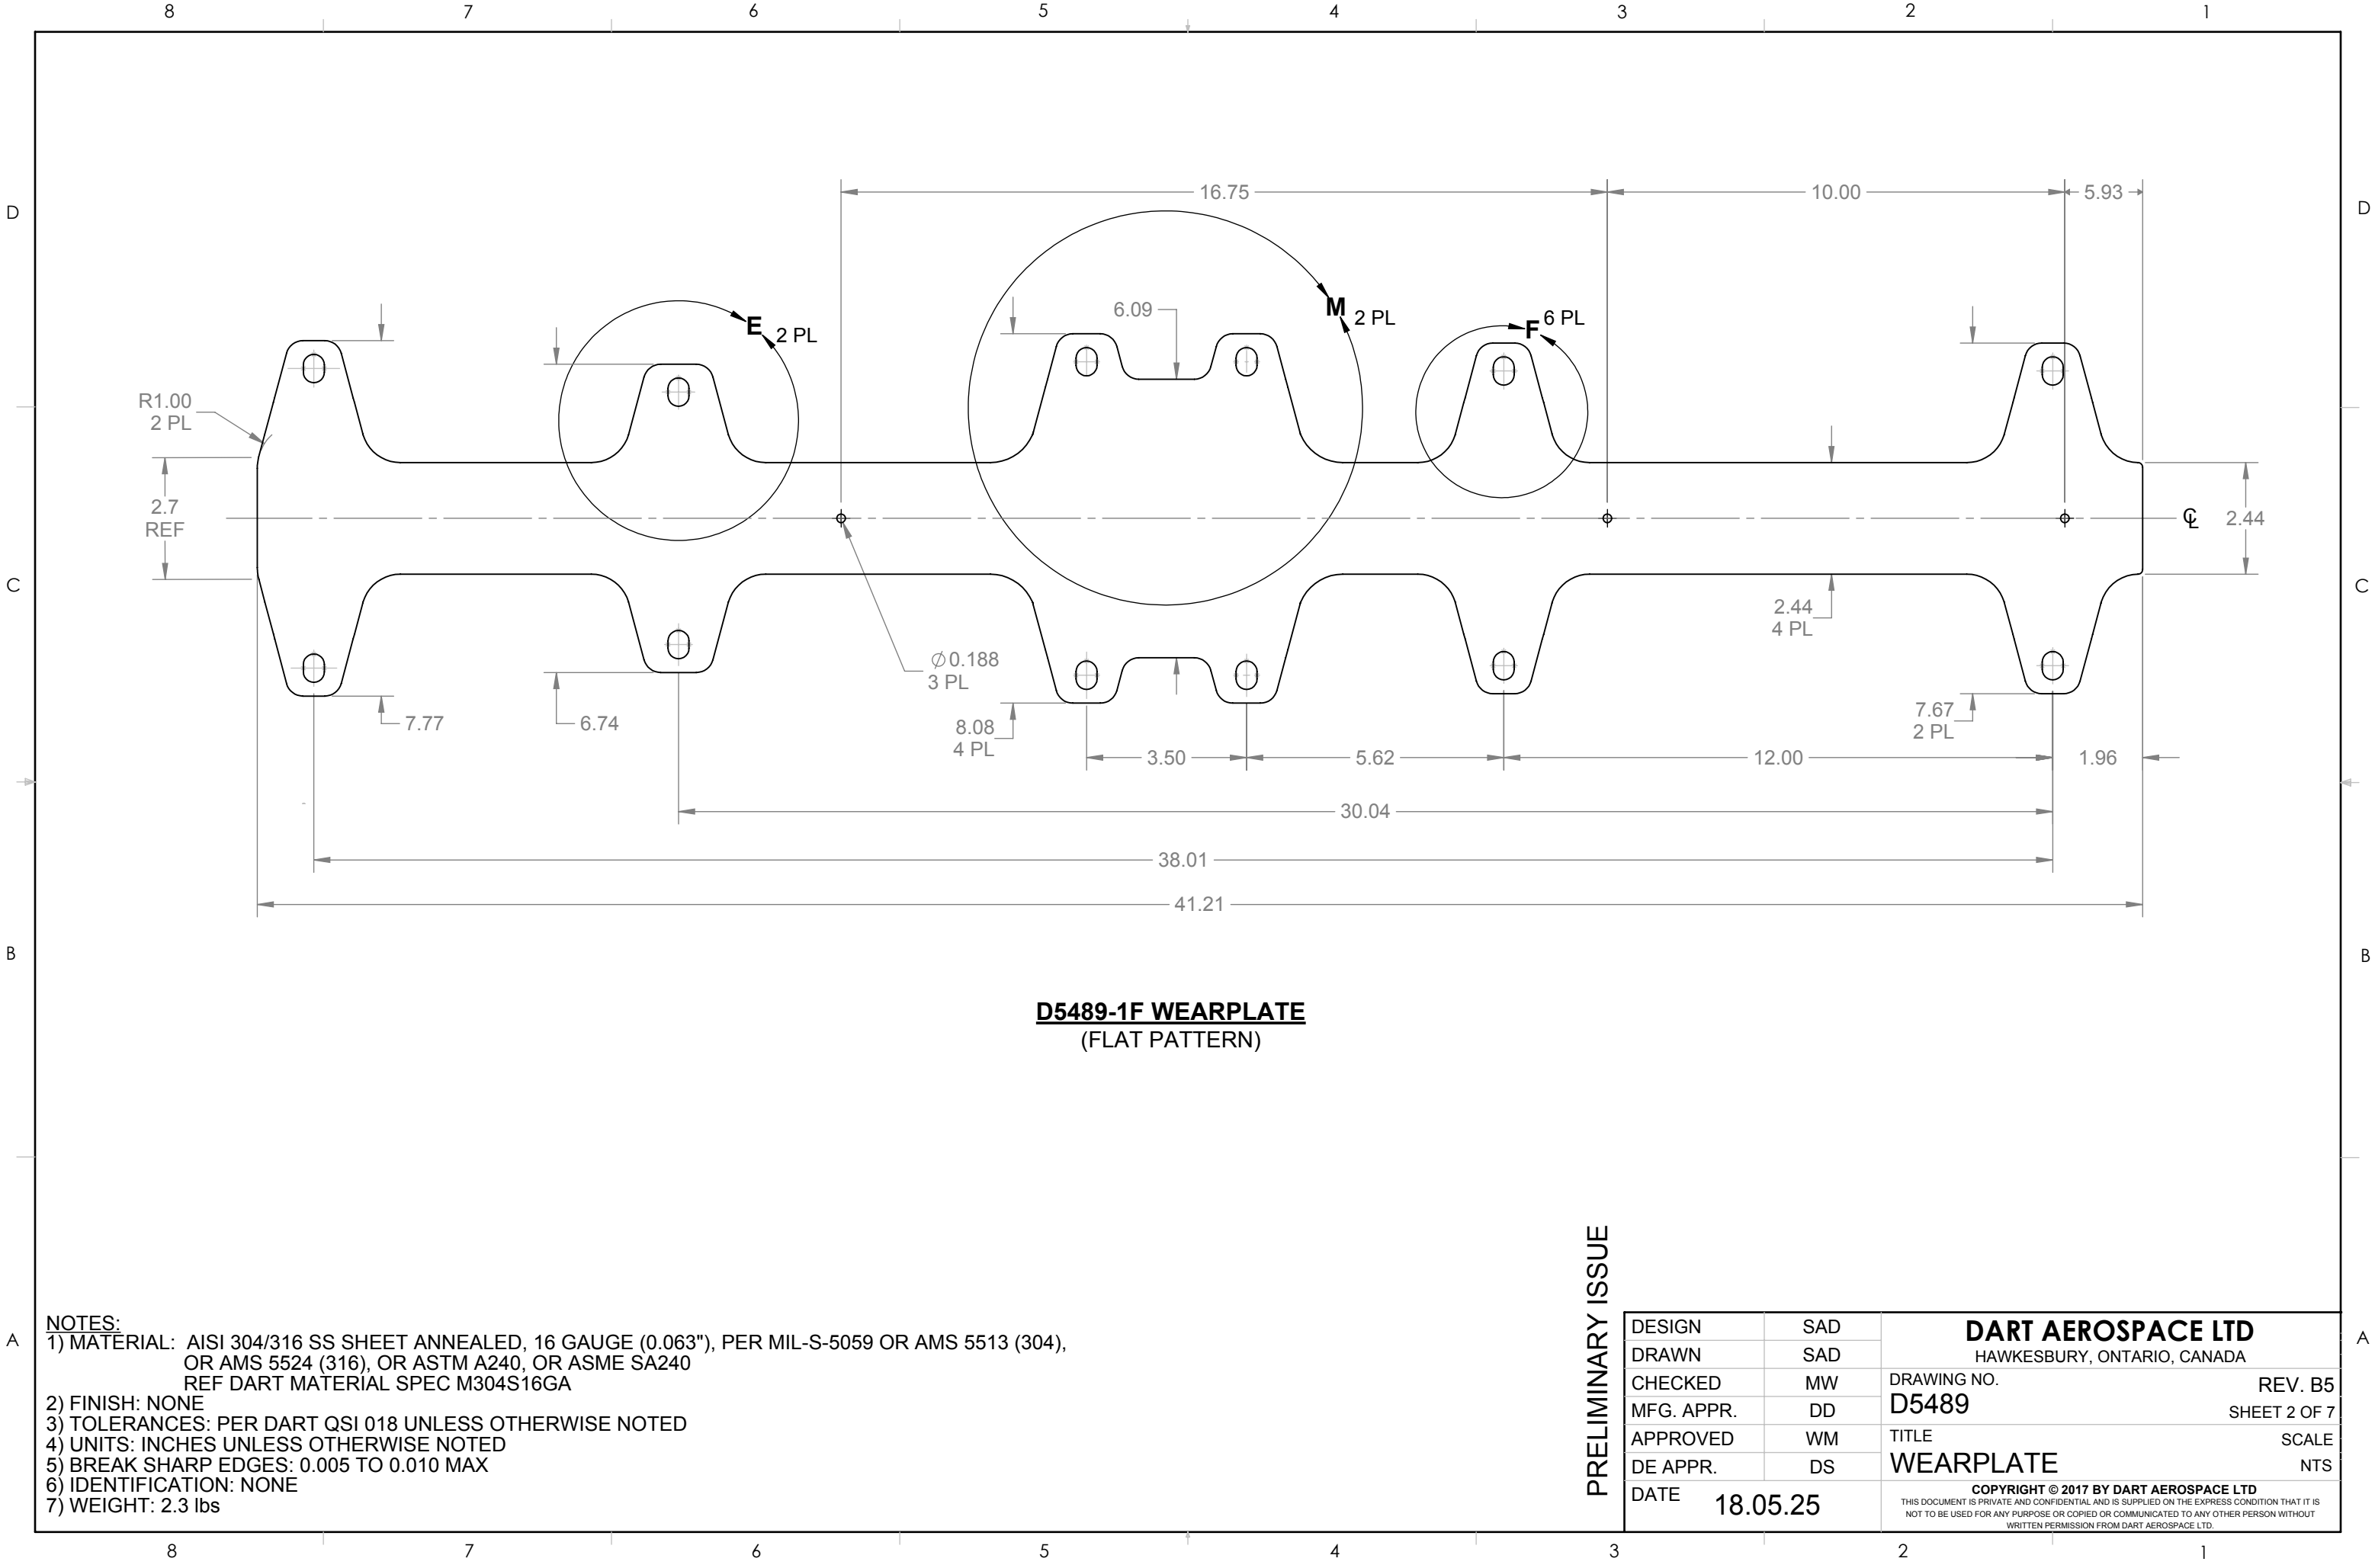 8 7 6 5 4 3 2 1
D D
16.75 10.00 5.93
E 2 PL
6.09
M 2 PL
F 6 PL
R1.00
2 PL
2.7
REF
℄ 2.44
C C
2.44
4 PL
Ø0.188
3 PL
7.77
6.74
8.08
4 PL
7.67
2 PL
3.50 5.62 12.00 1.96
30.04
38.01
41.21
B B
D5489-1F WEARPLATE
(FLAT PATTERN)
A A
NOTES:
1) MATERIAL: AISI 304/316 SS SHEET ANNEALED, 16 GAUGE (0.063"), PER MIL-S-5059 OR AMS 5513 (304),
OR AMS 5524 (316), OR ASTM A240, OR ASME SA240
REF DART MATERIAL SPEC M304S16GA
2) FINISH: NONE
3) TOLERANCES: PER DART QSI 018 UNLESS OTHERWISE NOTED
4) UNITS: INCHES UNLESS OTHERWISE NOTED
5) BREAK SHARP EDGES: 0.005 TO 0.010 MAX
6) IDENTIFICATION: NONE
7) WEIGHT: 2.3 lbs
PRELIMINARY ISSUE
DESIGN SAD
DRAWN SAD
CHECKED MW
MFG. APPR. DD
APPROVED WM
DE APPR. DS
DATE 18.05.25
DART AEROSPACE LTD
HAWKESBURY, ONTARIO, CANADA
DRAWING NO. REV. B5
D5489 SHEET 2 OF 7
TITLE SCALE
WEARPLATE NTS
COPYRIGHT © 2017 BY DART AEROSPACE LTD
THIS DOCUMENT IS PRIVATE AND CONFIDENTIAL AND IS SUPPLIED ON THE EXPRESS CONDITION THAT IT IS
NOT TO BE USED FOR ANY PURPOSE OR COPIED OR COMMUNICATED TO ANY OTHER PERSON WITHOUT
WRITTEN PERMISSION FROM DART AEROSPACE LTD.
8 7 6 5 4 3 2 1